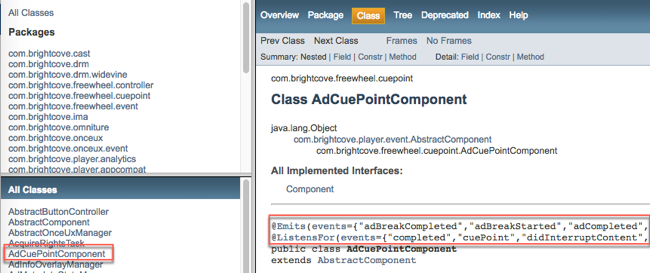 All Classes
Packages
com.brightcove.cast
com.brightcove.drm
com.brightcove.drm.widevine
com.brightcove.freewheel.controller
com.brightcove.freewheel.cuepoint
com.brightcove.freewheel.event
com.brightcove.ima
com.brightcove.omniture
com.brightcove.onceux
com.brightcove.onceux.event
com.brightcove.player.analytics
com.brightcove.player.appcompat
All Classes
AbstractButtonController
AbstractComponent
AbstractOnceUxManager
AcquireRightsTask
AdCuePointComponent
AdInfoOverlayManager
Overview Package Class Tree Deprecated Index Help
Prev Class Next Class Frames No Frames
Summary: Nested | Field | Constr | Method Detail: Field | Constr | Method
com.brightcove.freewheel.cuepoint
Class AdCuePointComponent
java.lang.Object
com.brightcove.player.event.AbstractComponent
com.brightcove.freewheel.cuepoint.AdCuePointComponent
All Implemented Interfaces:
Component
@Emits(events={"adBreakCompleted","adBreakStarted","adCompleted",
@ListensFor(events={"completed","cuePoint","didInterruptContent",
public class AdCuePointComponent
extends AbstractComponent